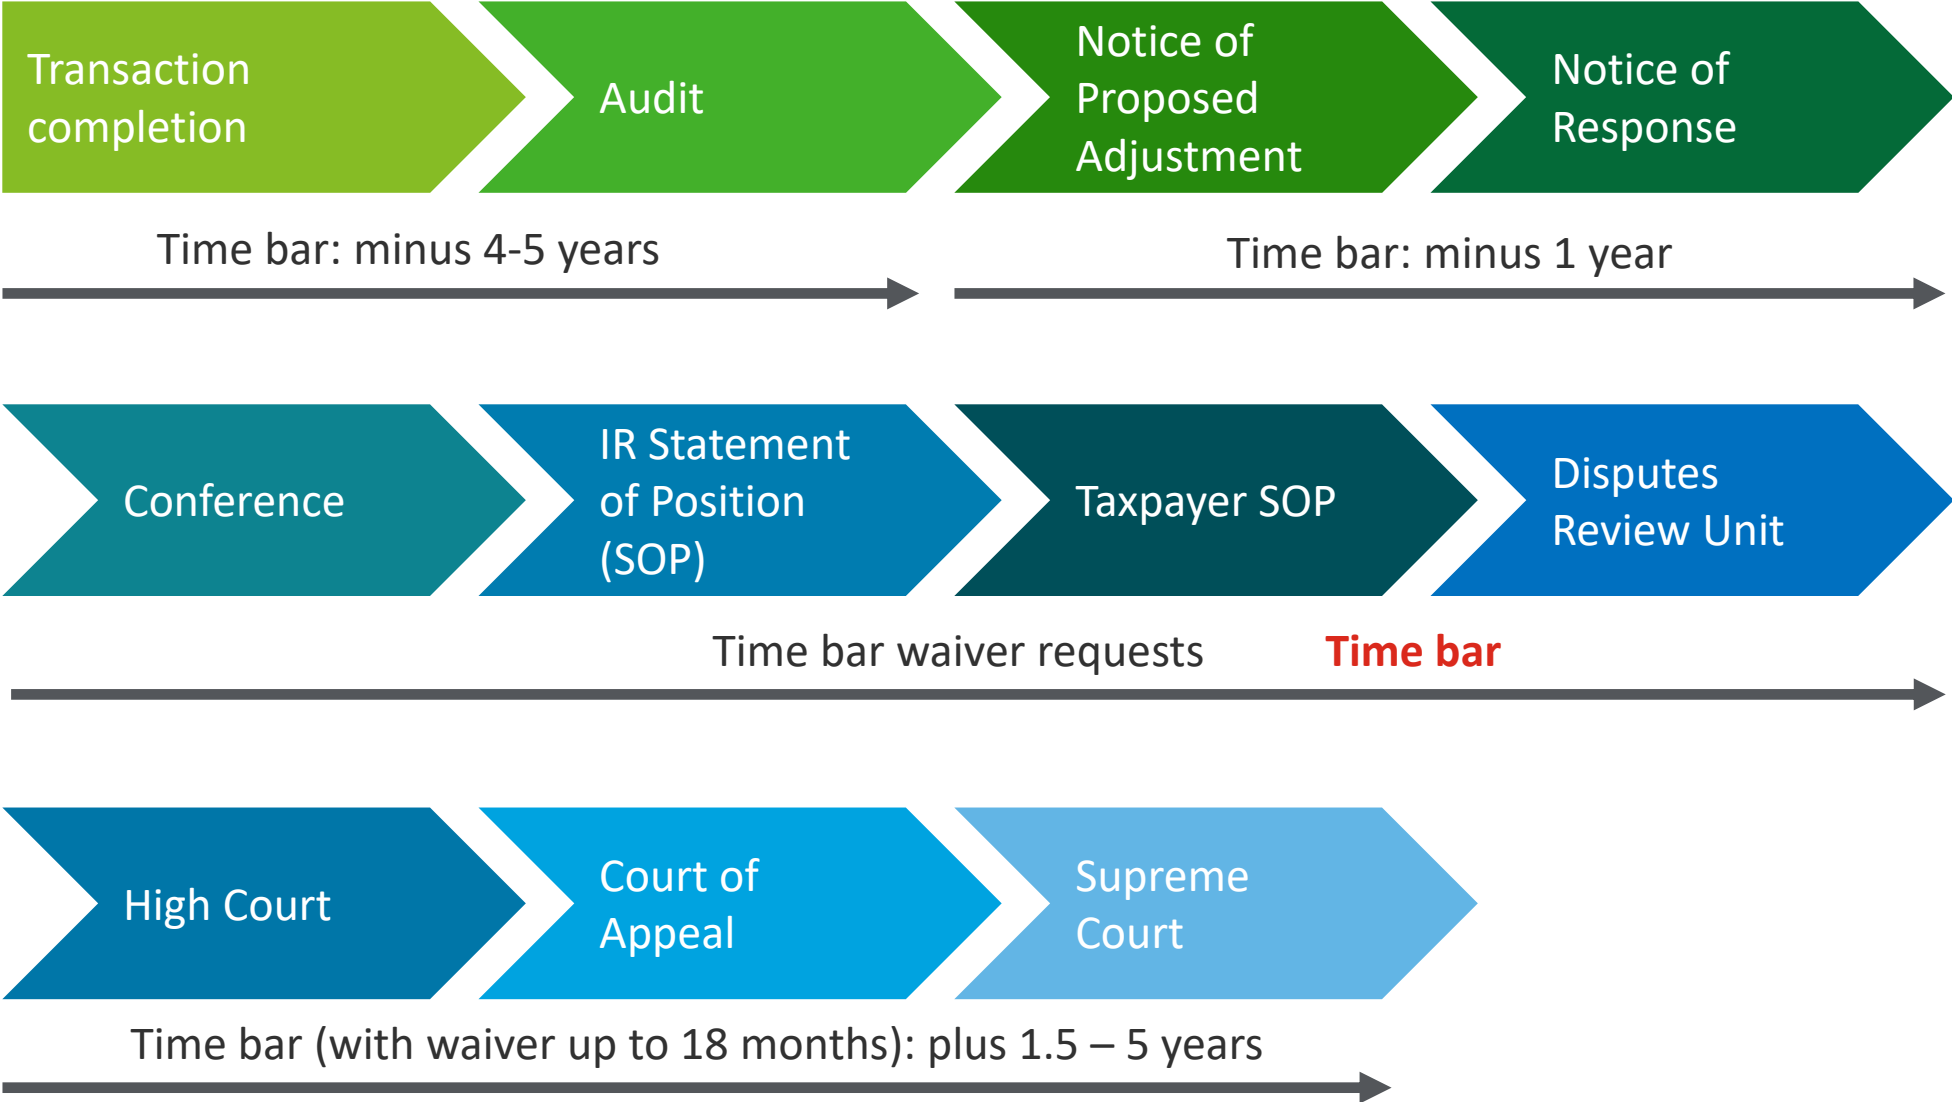 Transaction
completion
Audit
Notice of
Proposed
Adjustment
Notice of
Response
Time bar: minus 4-5 years
Time bar: minus 1 year
Conference
IR Statement
of Position
(SOP)
Taxpayer SOP
Disputes
Review Unit
Time bar waiver requests
Time bar
High Court
Court of
Appeal
Supreme
Court
Time bar (with waiver up to 18 months): plus 1.5 – 5 years